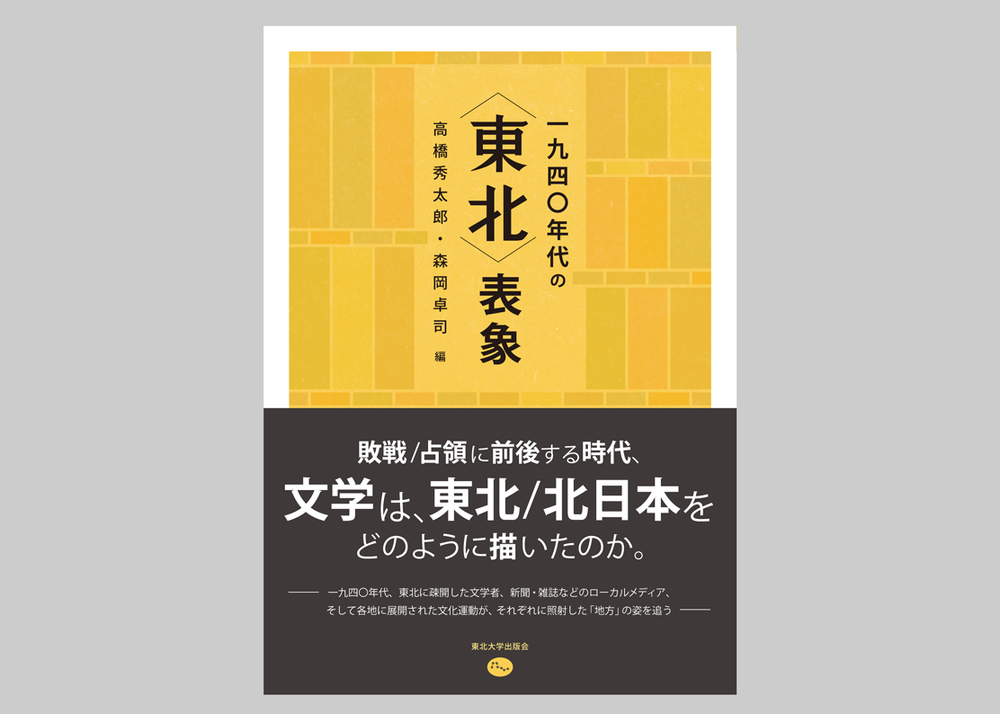 一九四〇年代の
〈東北〉表象
高橋秀太郎・森岡卓司 編
敗戦/占領に前後する時代、
文学は、東北/北日本を
どのように描いたのか。
一九四〇年代、東北に疎開した文学者、新聞・雑誌などのローカルメディア、
そして各地に展開された文化運動が、それぞれに照射した「地方」の姿を追う
東北大学出版会